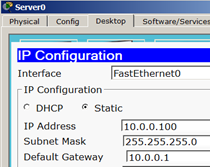 Server0
Physical Config Desktop Software/Services
IP Configuration
Interface FastEthernet0
IP Configuration
DHCP Static
IP Address 10.0.0.100
Subnet Mask 255.255.255.0
Default Gateway 10.0.0.1